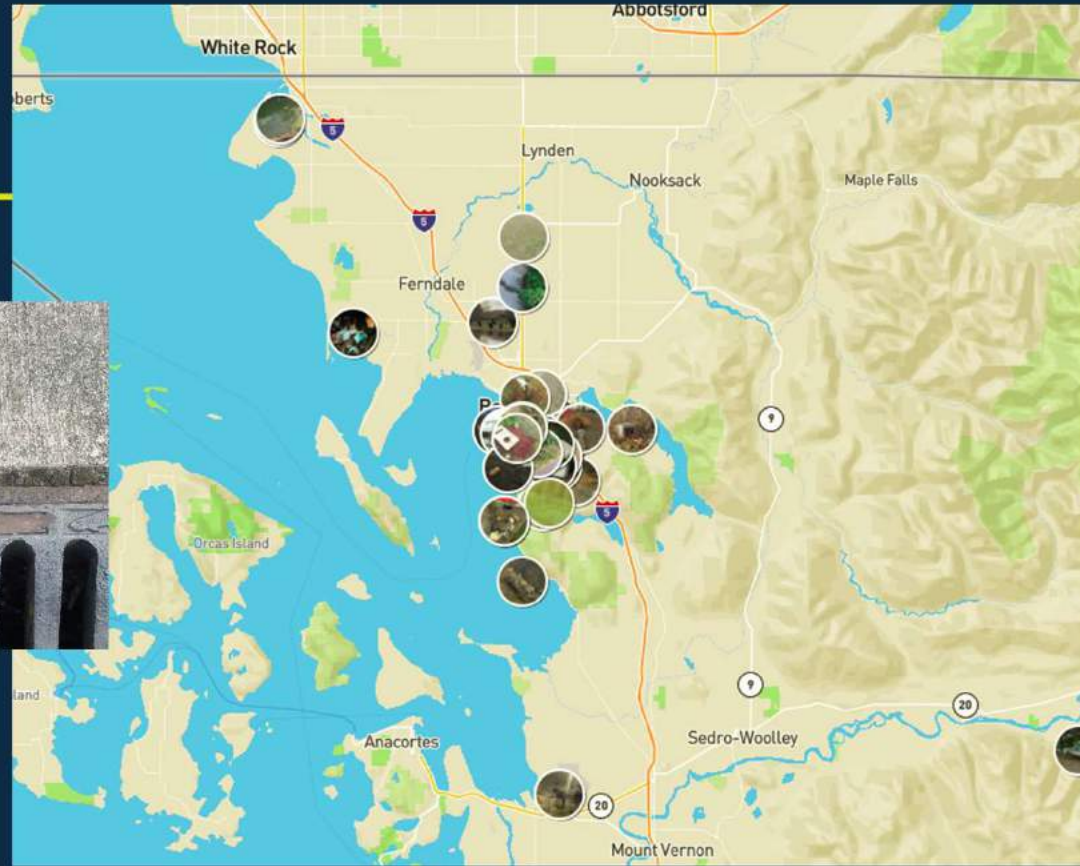 Abbotsford
White Rock
oberts
5
Lynden
Nooksack
Maple Falls
5
Ferndale
9
5
Orcas Island
9
land
20
Sedro-Woolley
Anacortes
20
Mount Vernon